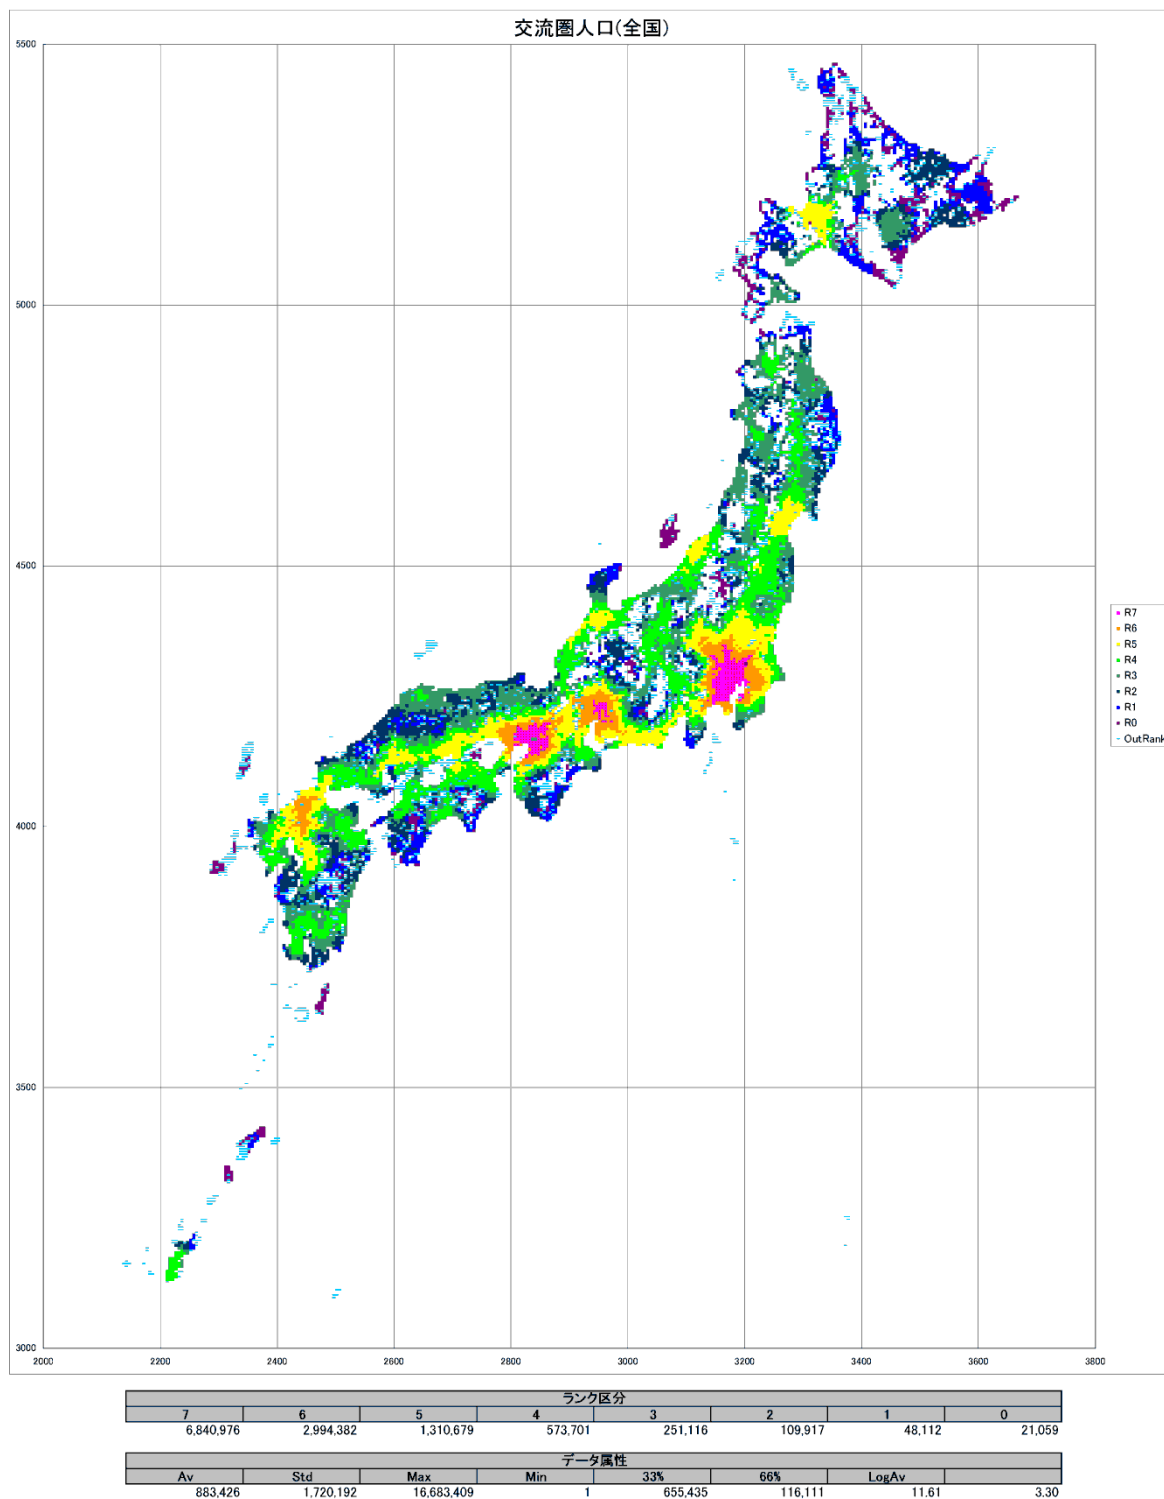 交流圏人口(全国)
5500
5000
4500
4000
3500
3000
2000 2200 2400 2600 2800 3000 3200 3400 3600 3800
R7
R6
R5
R4
R3
R2
R1
R0
OutRank
ランク区分
7 6 5 4 3 2 1 0
6,840,976 2,994,382 1,310,679 573,701 251,116 109,917 48,112 21,059
データ属性
Av Std Max Min 33% 66% LogAv
883,426 1,720,192 16,683,409 1 655,435 116,111 11.61 3.30